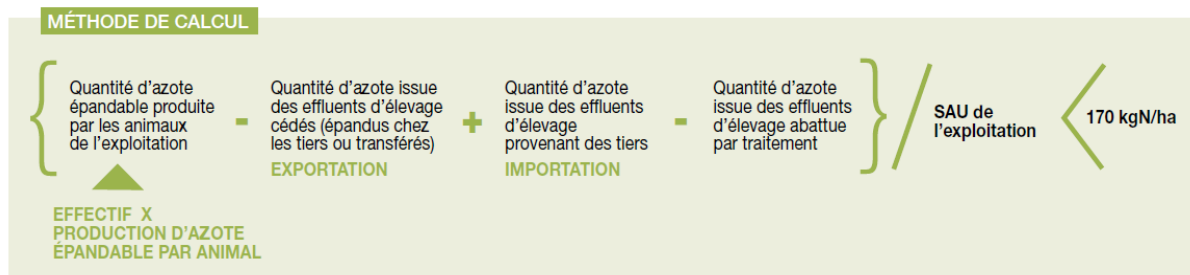 MÉTHODE DE CALCUL
{ Quantité d'azote
épandable produite
par les animaux
de l'exploitation
-
Quantité d'azote issue
des effluents d'élevage
cédés (épandus chez
les tiers ou transférés)
EXPORTATION
+
Quantité d'azote
issue des effluents
d'élevage
provenant des tiers
IMPORTATION
-
Quantité d'azote
issue des effluents
d'élevage abattue
par traitement
}
/
SAU de
l'exploitation
<
170 kgN/ha
EFFECTIF X
PRODUCTION D'AZOTE
ÉPANDABLE PAR ANIMAL